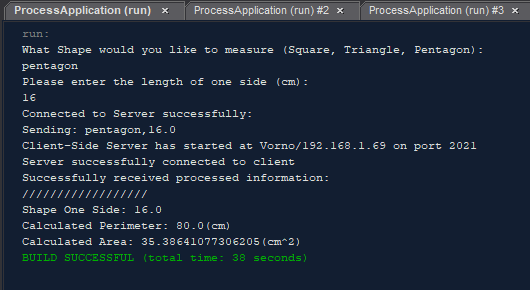 ProcessApplication (run) × ProcessApplication (run) #2 × ProcessApplication (run) #3 ×
run:
What Shape would you like to measure (Square, Triangle, Pentagon):
pentagon
Please enter the length of one side (cm):
16
Connected to Server successfully:
Sending: pentagon,16.0
Client-Side Server has started at Vorno/192.168.1.69 on port 2021
Server successfully connected to client
Successfully received processed information:
//////////////////
Shape One Side: 16.0
Calculated Perimeter: 80.0(cm)
Calculated Area: 35.38641077306205(cm^2)
BUILD SUCCESSFUL (total time: 38 seconds)